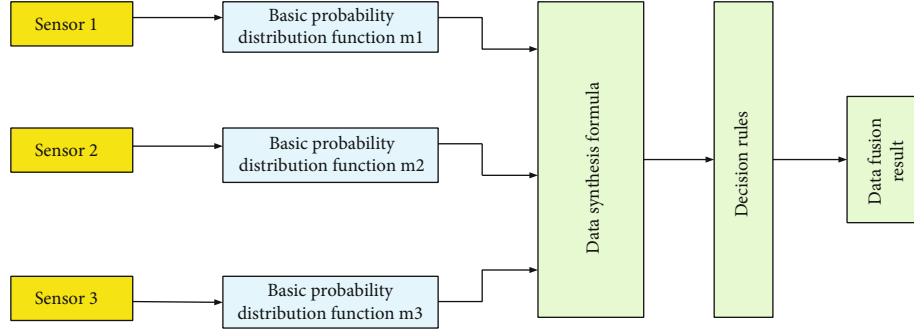 Sensor 1
Basic probability
distribution function m1
Sensor 2
Basic probability
distribution function m2
Sensor 3
Basic probability
distribution function m3
Data synthesis formula
Decision rules
Data fusion
result